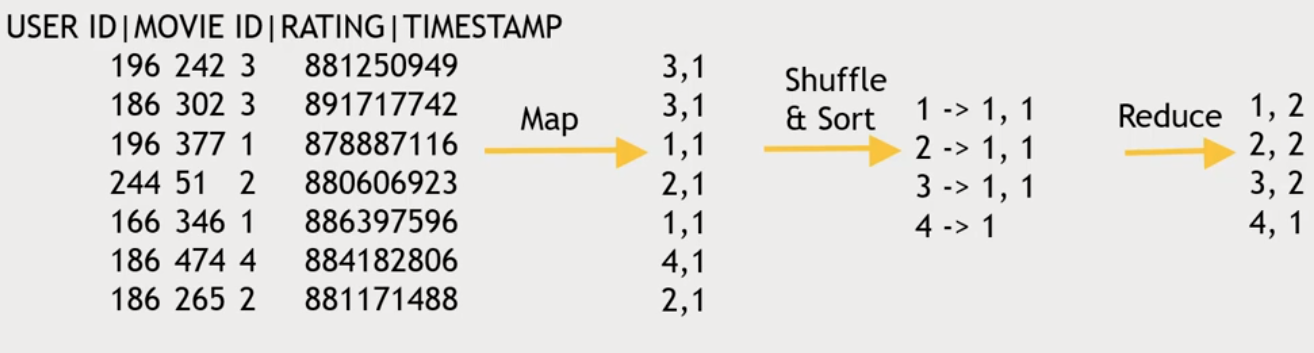 USER ID|MOVIE ID|RATING|TIMESTAMP
196 242 3 881250949
186 302 3 891717742
196 377 1 878887116
244 51 2 880606923
166 346 1 886397596
186 474 4 884182806
186 265 2 881171488
Map
3,1
3,1
1,1
2,1
1,1
4,1
2,1
Shuffle
& Sort
1 -> 1, 1
2 -> 1, 1
3 -> 1, 1
4 -> 1
Reduce
1, 2
2, 2
3, 2
4, 1